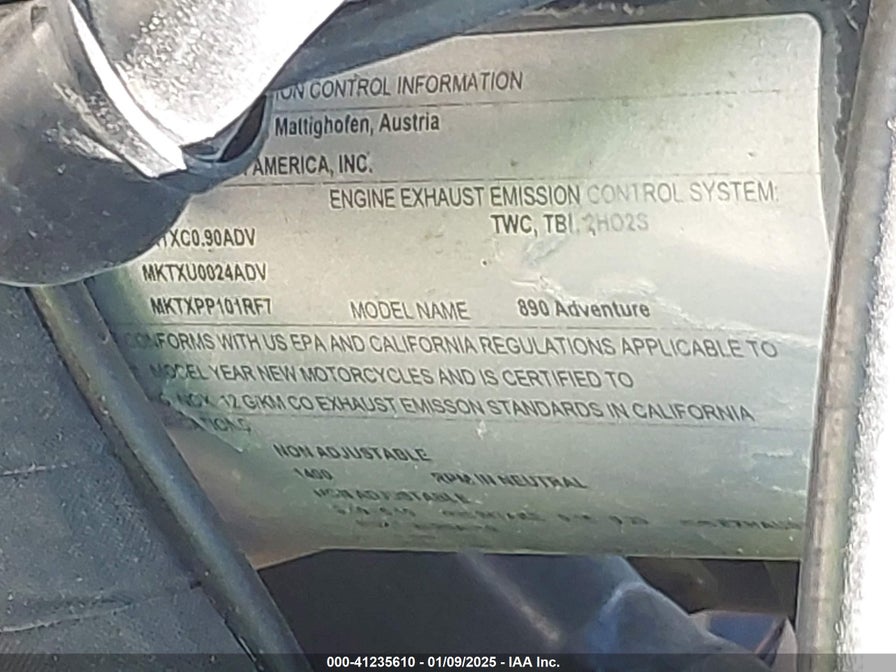 ION CONTROL INFORMATION
Mattighofen, Austria
AMERICA, INC.
ENGINE EXHAUST EMISSION CONTROL SYSTEM:
TWC, TBI, 2HO2S
TXC0.90ADV
MKTXU0024ADV
MKTXPP101RF7 MODEL NAME 890 Adventure
CONFORMS WITH US EPA AND CALIFORNIA REGULATIONS APPLICABLE TO
MODEL YEAR NEW MOTORCYCLES AND IS CERTIFIED TO
NOX, 12 G/KM CO EXHAUST EMISSON STANDARDS IN CALIFORNIA
NON ADJUSTABLE
1400 RPM IN NEUTRAL
NON ADJUSTABLE
000-41235610 - 01/09/2025 - IAA Inc.